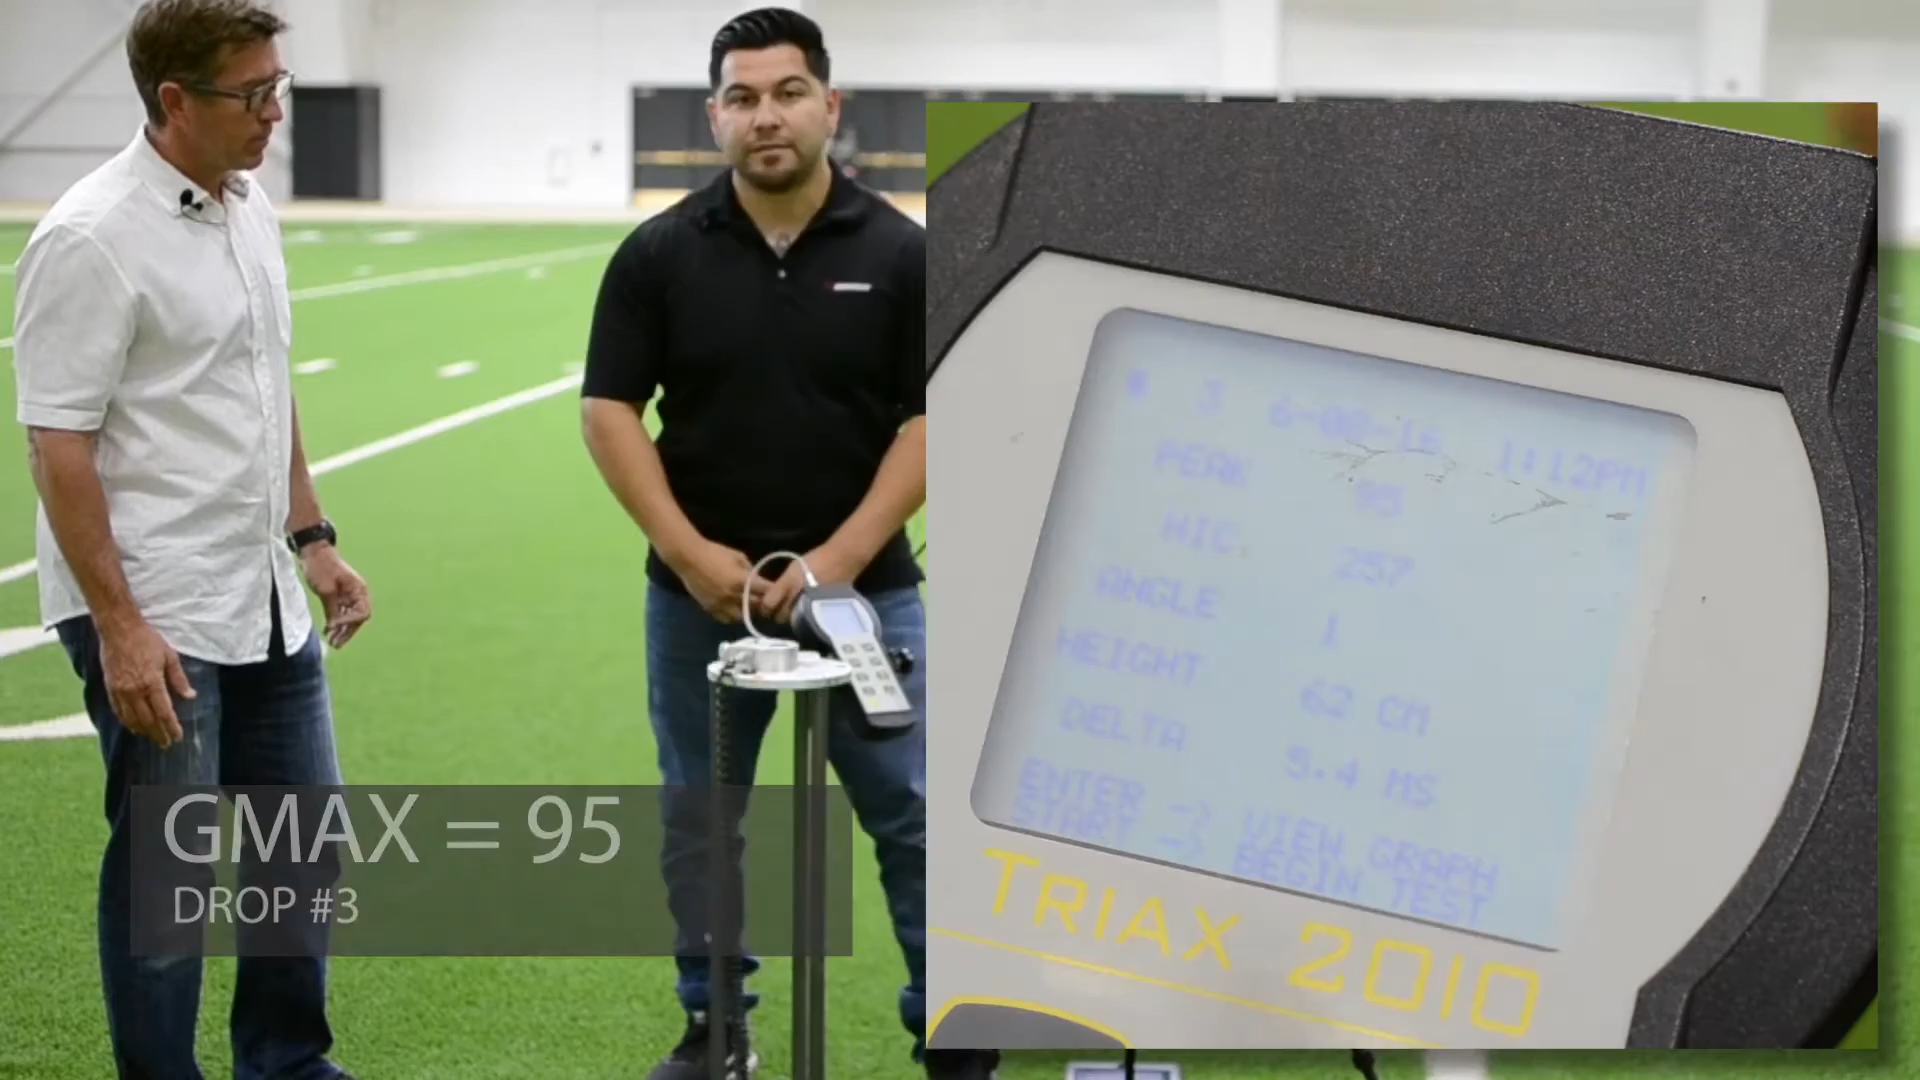 # 3 6-08-16 1:12PM
PEAK 95
HIC. 257
ANGLE 1
HEIGHT 62 CM
DELTA 5.4 MS
ENTER -> VIEW GRAPH
START -> BEGIN TEST
TRIAX 2010
GMAX = 95
DROP #3